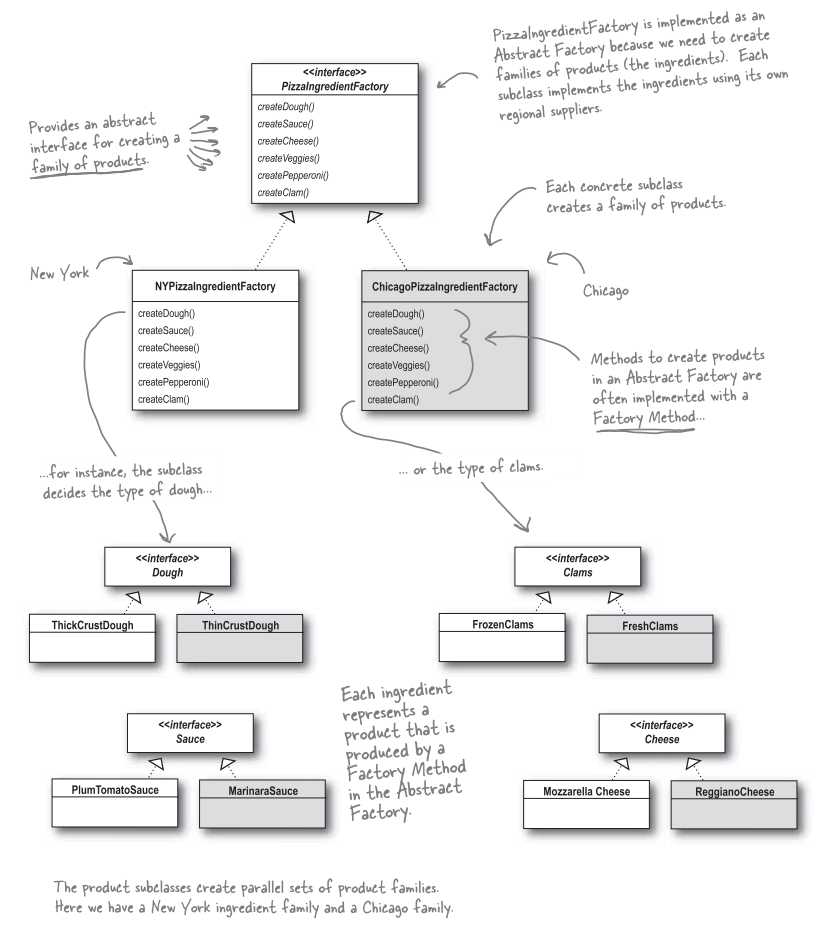 PizzaIngredientFactory is implemented as an
Abstract Factory because we need to create
families of products (the ingredients). Each
subclass implements the ingredients using its own
regional suppliers.
<<interface>>
PizzaIngredientFactory
createDough()
createSauce()
createCheese()
createVeggies()
createPepperoni()
createClam()
Provides an abstract
interface for creating a
family of products.
Each concrete subclass
creates a family of products.
New York
Chicago
NYPizzaIngredientFactory
createDough()
createSauce()
createCheese()
createVeggies()
createPepperoni()
createClam()
ChicagoPizzaIngredientFactory
createDough()
createSauce()
createCheese()
createVeggies()
createPepperoni()
createClam()
Methods to create products
in an Abstract Factory are
often implemented with a
Factory Method...
...for instance, the subclass
decides the type of dough...
... or the type of clams.
<<interface>>
Dough
ThickCrustDough
ThinCrustDough
<<interface>>
Clams
FrozenClams
FreshClams
Each ingredient
represents a
product that is
produced by a
Factory Method
in the Abstract
Factory.
<<interface>>
Sauce
PlumTomatoSauce
MarinaraSauce
<<interface>>
Cheese
Mozzarella Cheese
ReggianoCheese
The product subclasses create parallel sets of product families.
Here we have a New York ingredient family and a Chicago family.